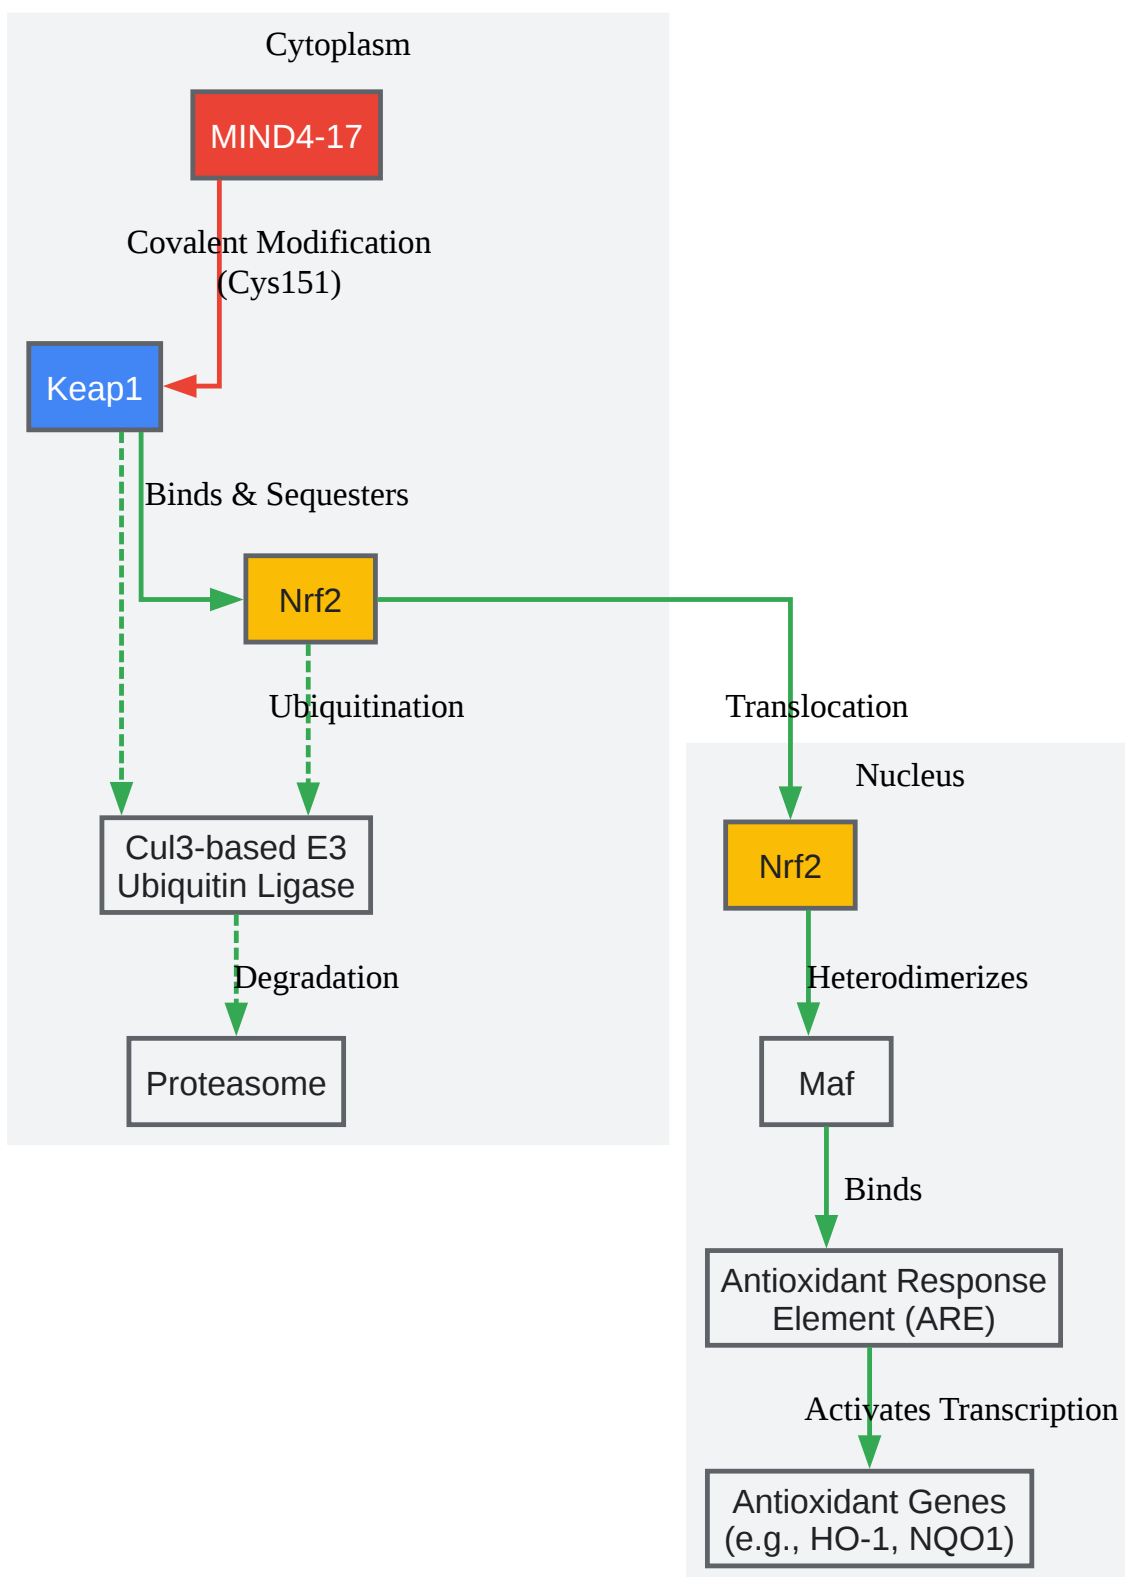 Cytoplasm
MIND4-17
Covalent Modification
(Cys151)
Keap1
Binds & Sequesters
Nrf2
Ubiquitination
Cul3-based E3
Ubiquitin Ligase
Degradation
Proteasome
Translocation
Nucleus
Nrf2
Heterodimerizes
Maf
Binds
Antioxidant Response
Element (ARE)
Activates Transcription
Antioxidant Genes
(e.g., HO-1, NQO1)